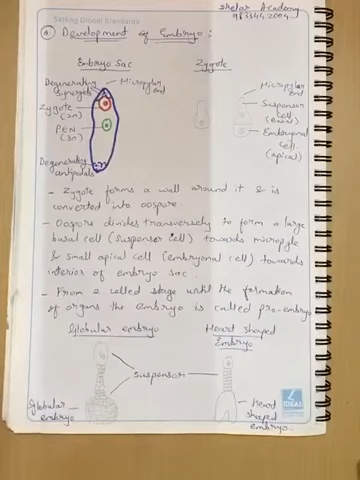 Setting Global Standards
Shelar Academy
9833442004
Development of Embryo :
Embryo Sac
Zygote
Degenerating
synergids
Micropylar
end
Zygote
(2n)
PEN
(3n)
Degenerating
antipodals
Micropylar
end
Suspensor
cell
(Basal)
Embryonal
cell
(apical)
- Zygote forms a wall around it & is
converted into oospore.
- Oospore divides transversely to form a large
basal cell (suspensor cell) towards micropyle
& small apical cell (embryonal cell) towards
interior of embryo sac.
- From 2 celled stage until the formation
of organs the embryo is called pro-embryo
Globular embryo
Heart shaped
Embryo
Suspensor
Globular
embryo
Heart
shaped
embryo.
IDEAL